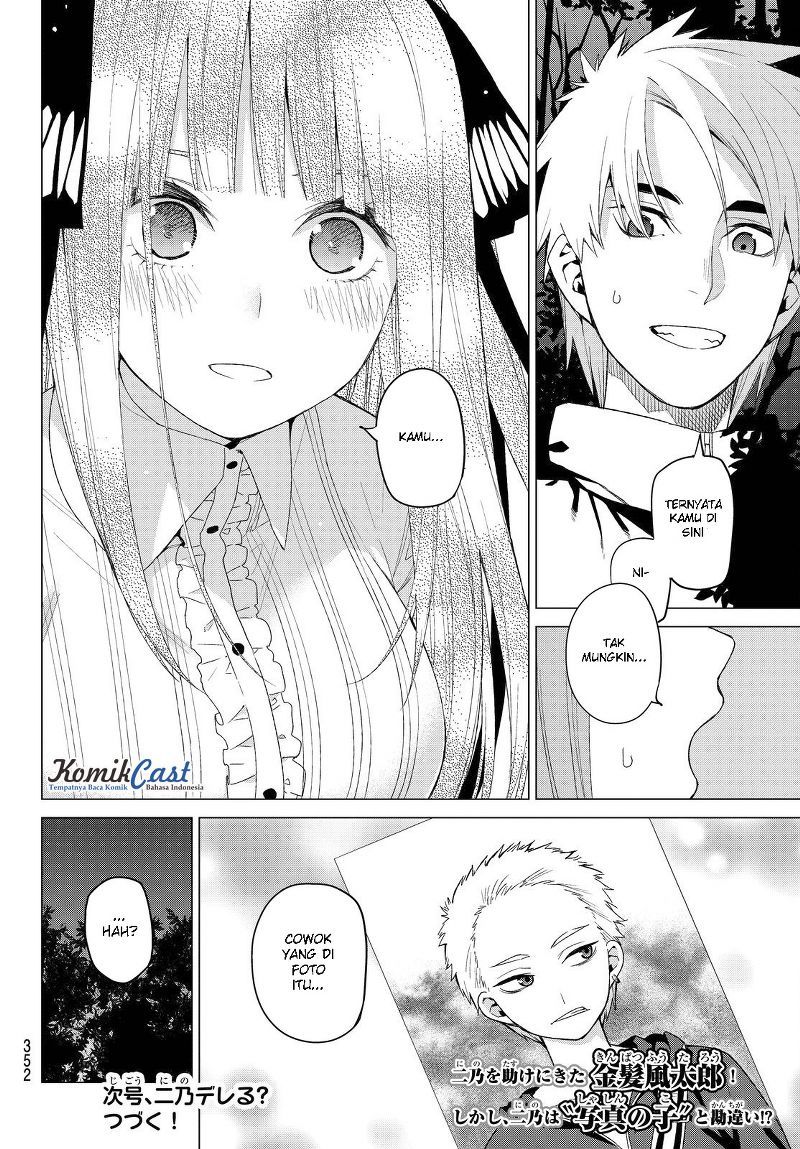 TERNYATA
KAMU DI
SINI
NI-
TAK
MUNGKIN...
KAMU...
KomikCast
Tempatnya Baca Komik Bahasa Indonesia
COWOK
YANG DI
FOTO
ITU...
二乃を助けにきた金髪風太郎！
しかし、二乃は“写真の子”と勘違い!?
...
HAH?
次号、二乃デレる？
つづく！
352